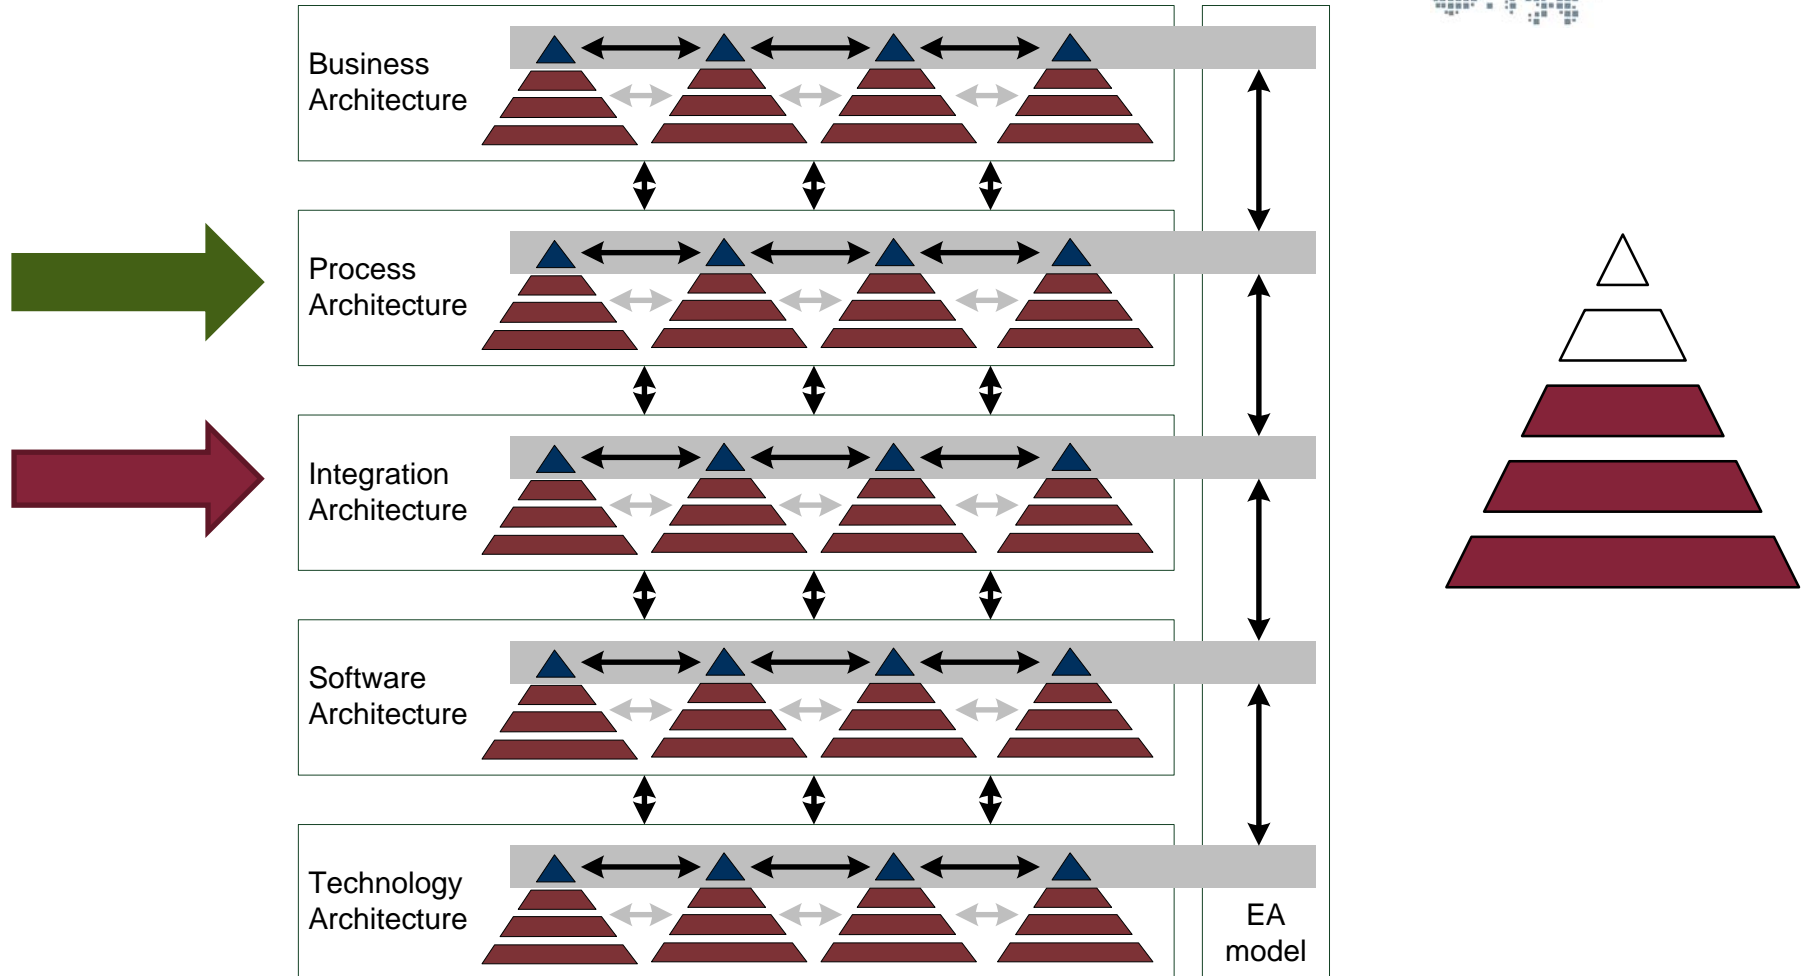 Business
Architecture
Process
Architecture
Integration
Architecture
Software
Architecture
Technology
Architecture
EA
model